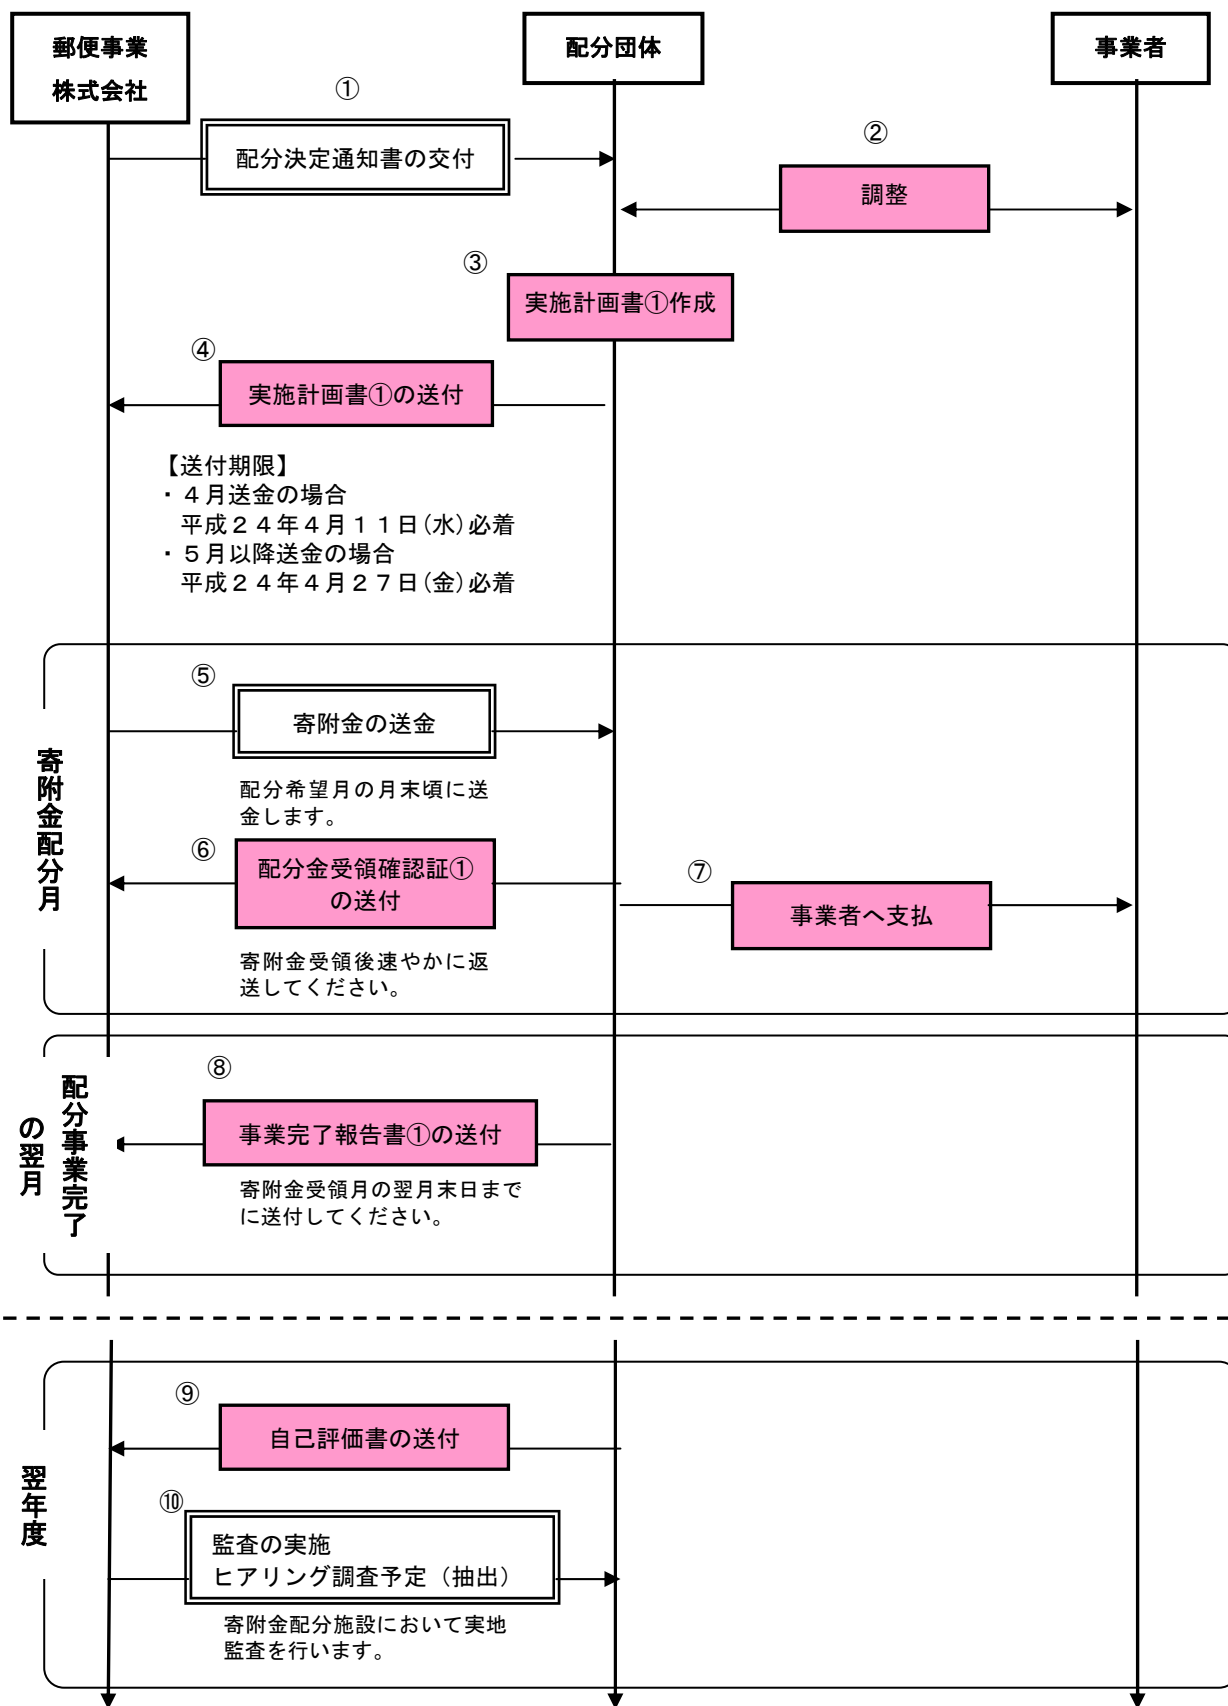 郵便事業
株式会社
配分団体
事業者
①
配分決定通知書の交付
②
調整
③
実施計画書①作成
④
実施計画書①の送付
【送付期限】
・４月送金の場合
平成２４年４月１１日(水)必着
・５月以降送金の場合
平成２４年４月２７日(金)必着
寄附金配分月
⑤
寄附金の送金
配分希望月の月末頃に送
金します。
⑥
配分金受領確認証①
の送付
寄附金受領後速やかに返
送してください。
⑦
事業者へ支払
配分事業完了
の翌月
⑧
事業完了報告書①の送付
寄附金受領月の翌月末日まで
に送付してください。
翌年度
⑨
自己評価書の送付
⑩
監査の実施
ヒアリング調査予定（抽出）
寄附金配分施設において実地
監査を行います。